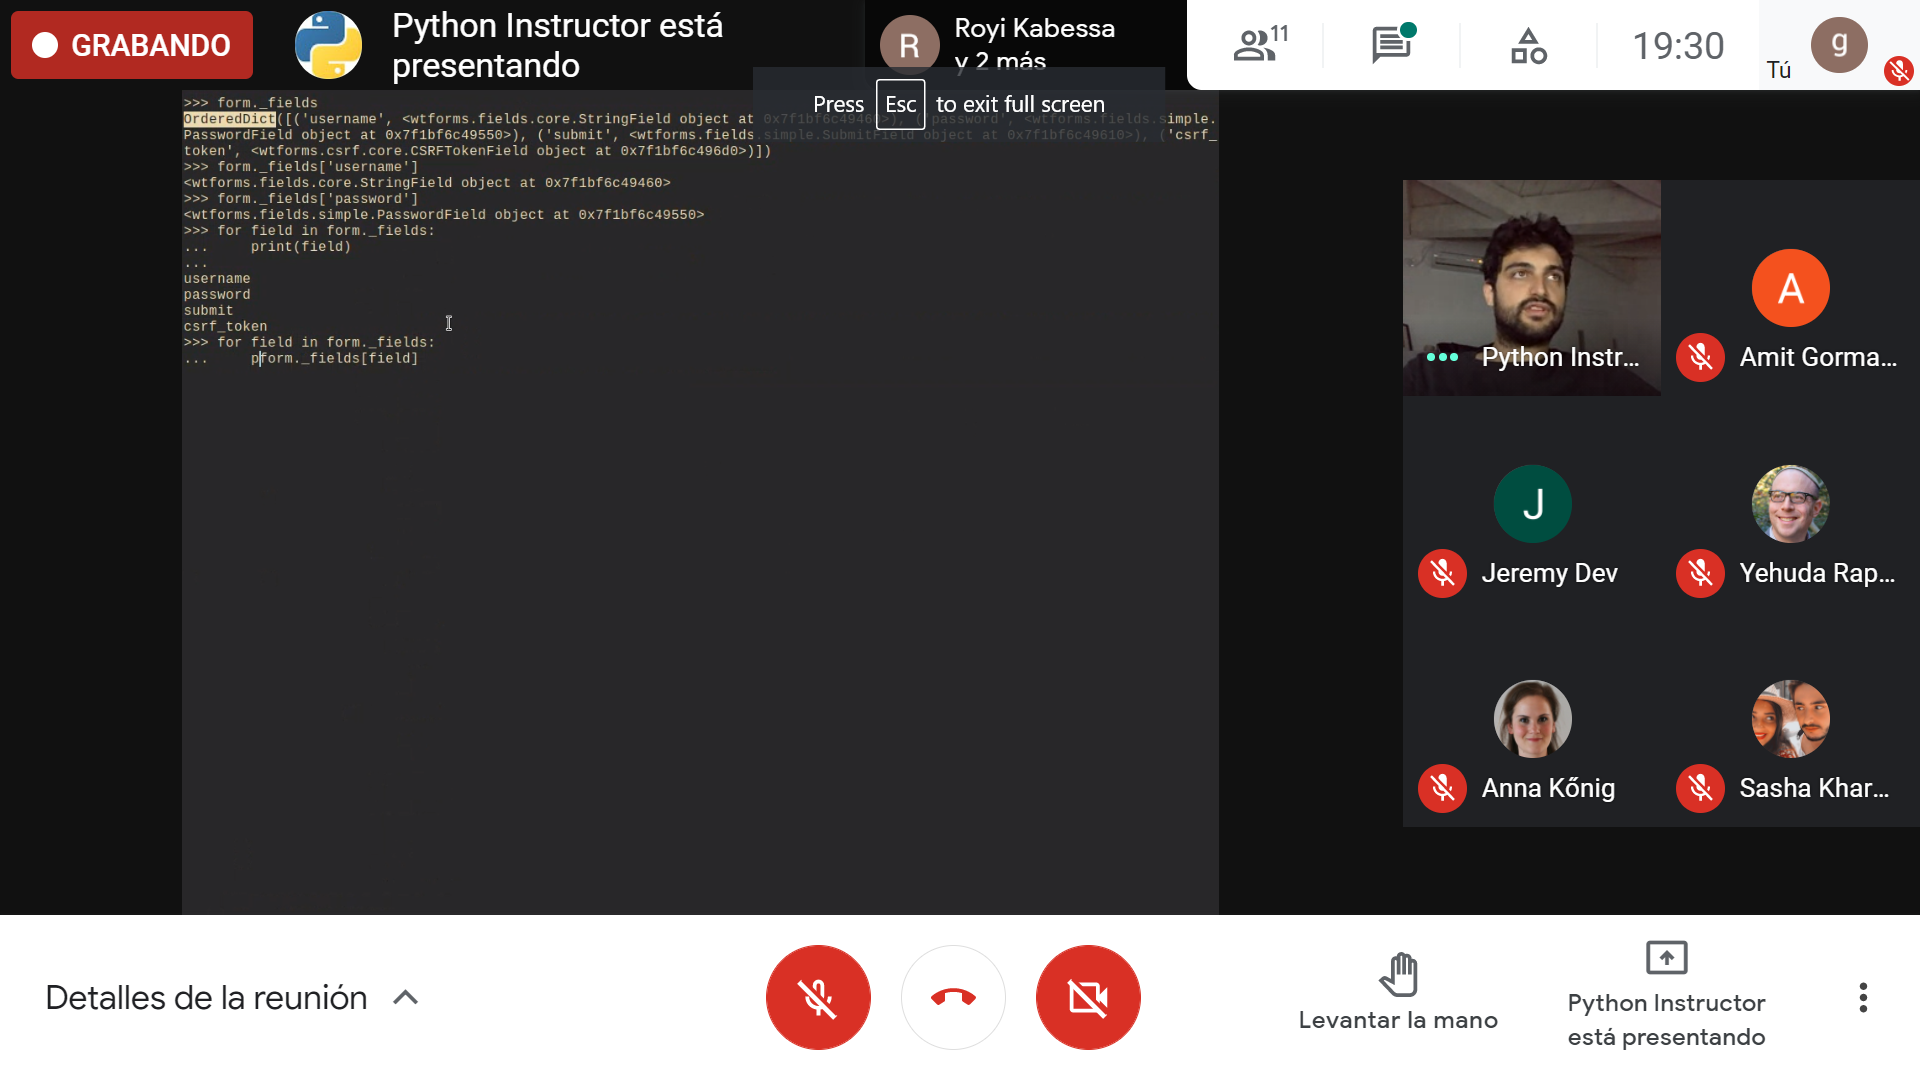 GRABANDO
Python Instructor está
presentando
R
Royi Kabessa
y 2 más
11
19:30
Tú
g
Press Esc to exit full screen
>>> form._fields
OrderedDict([('username', <wtforms.fields.core.StringField object at 0x7f1bf6c49460>), ('password', <wtforms.fields.simple.
PasswordField object at 0x7f1bf6c49550>), ('submit', <wtforms.fields.simple.SubmitField object at 0x7f1bf6c49610>), ('csrf_
token', <wtforms.csrf.core.CSRFTokenField object at 0x7f1bf6c496d0>)])
>>> form._fields['username']
<wtforms.fields.core.StringField object at 0x7f1bf6c49460>
>>> form._fields['password']
<wtforms.fields.simple.PasswordField object at 0x7f1bf6c49550>
>>> for field in form._fields:
...     print(field)
...
username
password
submit
csrf_token
>>> for field in form._fields:
...     pform._fields[field]
Python Instr...
A
Amit Gorma...
J
Jeremy Dev
Yehuda Rap...
Anna Kőnig
Sasha Khar...
Detalles de la reunión
Levantar la mano
Python Instructor
está presentando